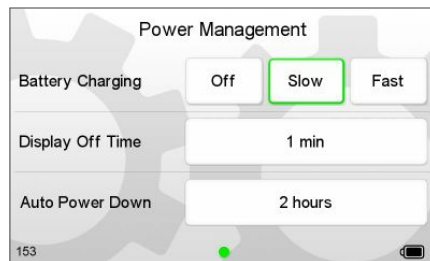 Power Management
Battery Charging Off Slow Fast
Display Off Time 1 min
Auto Power Down 2 hours
153